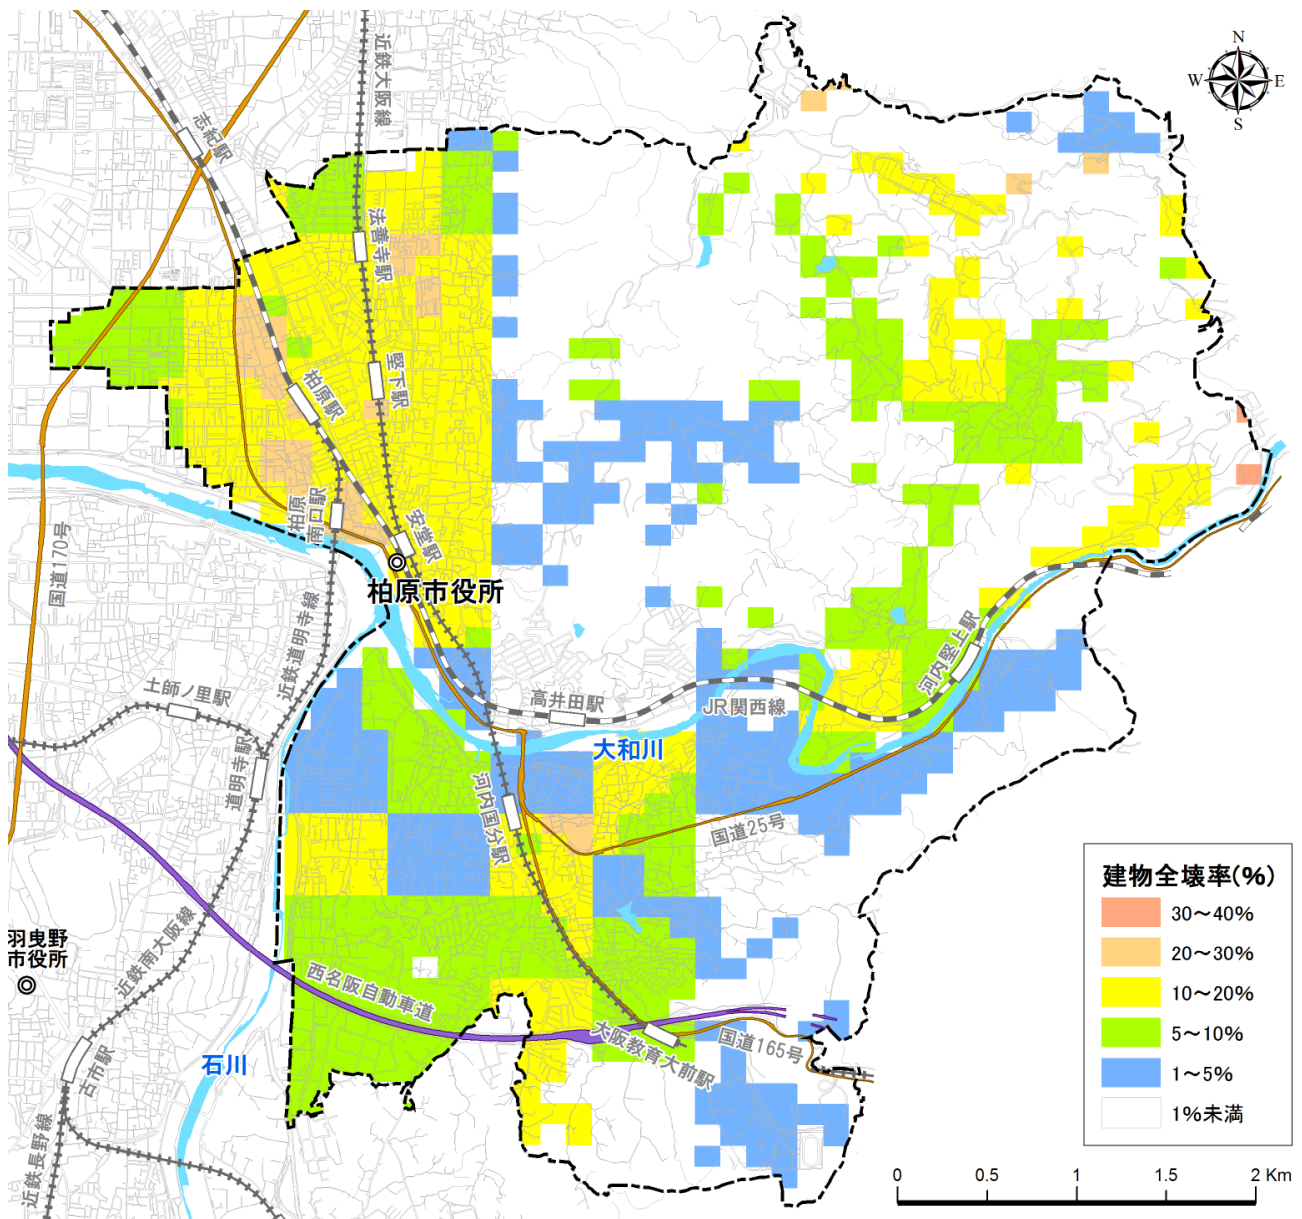 N
W
E
S
近鉄大阪線
志紀駅
法善寺駅
堅下駅
柏原駅
柏原
南口駅
安堂駅
柏原市役所
国道170号
近鉄道明寺線
土師ノ里駅
道明寺駅
高井田駅
JR関西線
河内堅上駅
大和川
河内国分駅
国道25号
羽曳野
市役所
近鉄南大阪線
西名阪自動車道
大阪教育大前駅
国道165号
石川
古市駅
近鉄長野線
建物全壊率(%)
30～40%
20～30%
10～20%
5～10%
1～5%
1%未満
0
0.5
1
1.5
2 Km